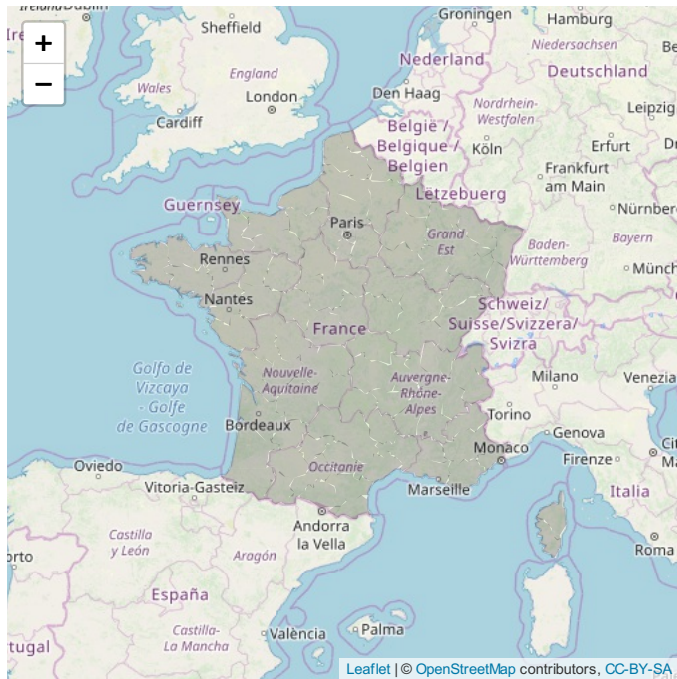 Dublin
Sheffield
Groningen
Hamburg
+
Nederland
Niedersachsen
England
Deutschland
Wales
−
London
Den Haag
Nordrhein-
Westfalen
Leipzig
Cardiff
België /
Belgique /
Belgien
Köln
Erfurt
Frankfurt
am Main
Lëtzebuerg
Guernsey
Nürnberg
Paris
Grand
Est
Baden-
Württemberg
Bayern
Rennes
Münch
Nantes
Schweiz/
Suisse/Svizzera/
Svizra
France
Golfo de
Vizcaya
- Golfe
de Gascogne
Nouvelle-
Aquitaine
Auvergne-
Rhône-
Alpes
Milano
Venezia
Torino
Bordeaux
Genova
Monaco
Firenze
Oviedo
Occitanie
Vitoria-Gasteiz
Marseille
Italia
Andorra
la Vella
Castilla
y León
Aragón
Roma
orto
España
Castilla-
La Mancha
València
Palma
tugal
Leaflet | © OpenStreetMap contributors, CC-BY-SA